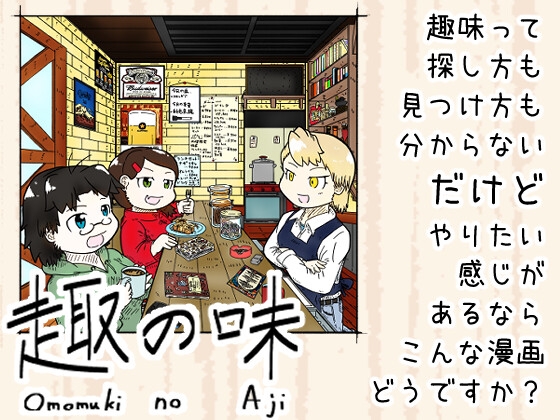 趣味って
探し方も
見つけ方も
分からない
だけど
やりたい
感じが
あるなら
こんな漫画
どうですか？
Budweiser
趣の味
Omomuki no Aji